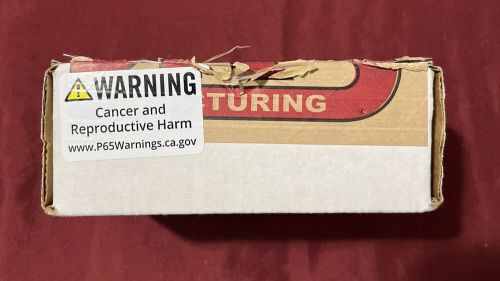 WARNING
Cancer and
Reproductive Harm
www.P65Warnings.ca.gov
CTURING